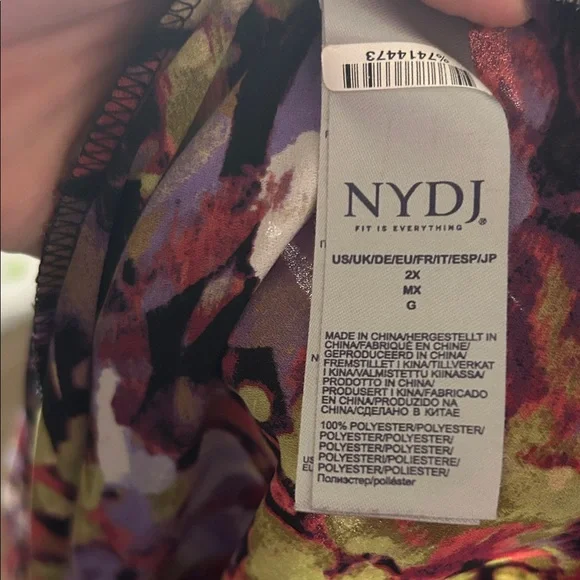 74414473
NYDJ®
FIT IS EVERYTHING
US/UK/DE/EU/FR/IT/ESP/JP
2X
MX
G
MADE IN CHINA/HERGESTELLT IN
CHINA/FABRIQUÉ EN CHINE/
GEPRODUCEERD IN CHINA/
FREMSTILLET I KINA/TILLVERKAT
I KINA/VALMISTETTU KIINASSA/
PRODOTTO IN CHINA/
PRODUSERT I KINA/FABRICADO
EN CHINA/PRODUZIDO NA
CHINA/СДЕЛАНО В КИТАЕ
100% POLYESTER/POLYESTER/
POLYESTER/POLYESTER/
POLYESTER/POLYESTER/
POLYESTERI/POLIESTERE/
POLYESTER/POLIÉSTER/
Полиэстер/poliéster